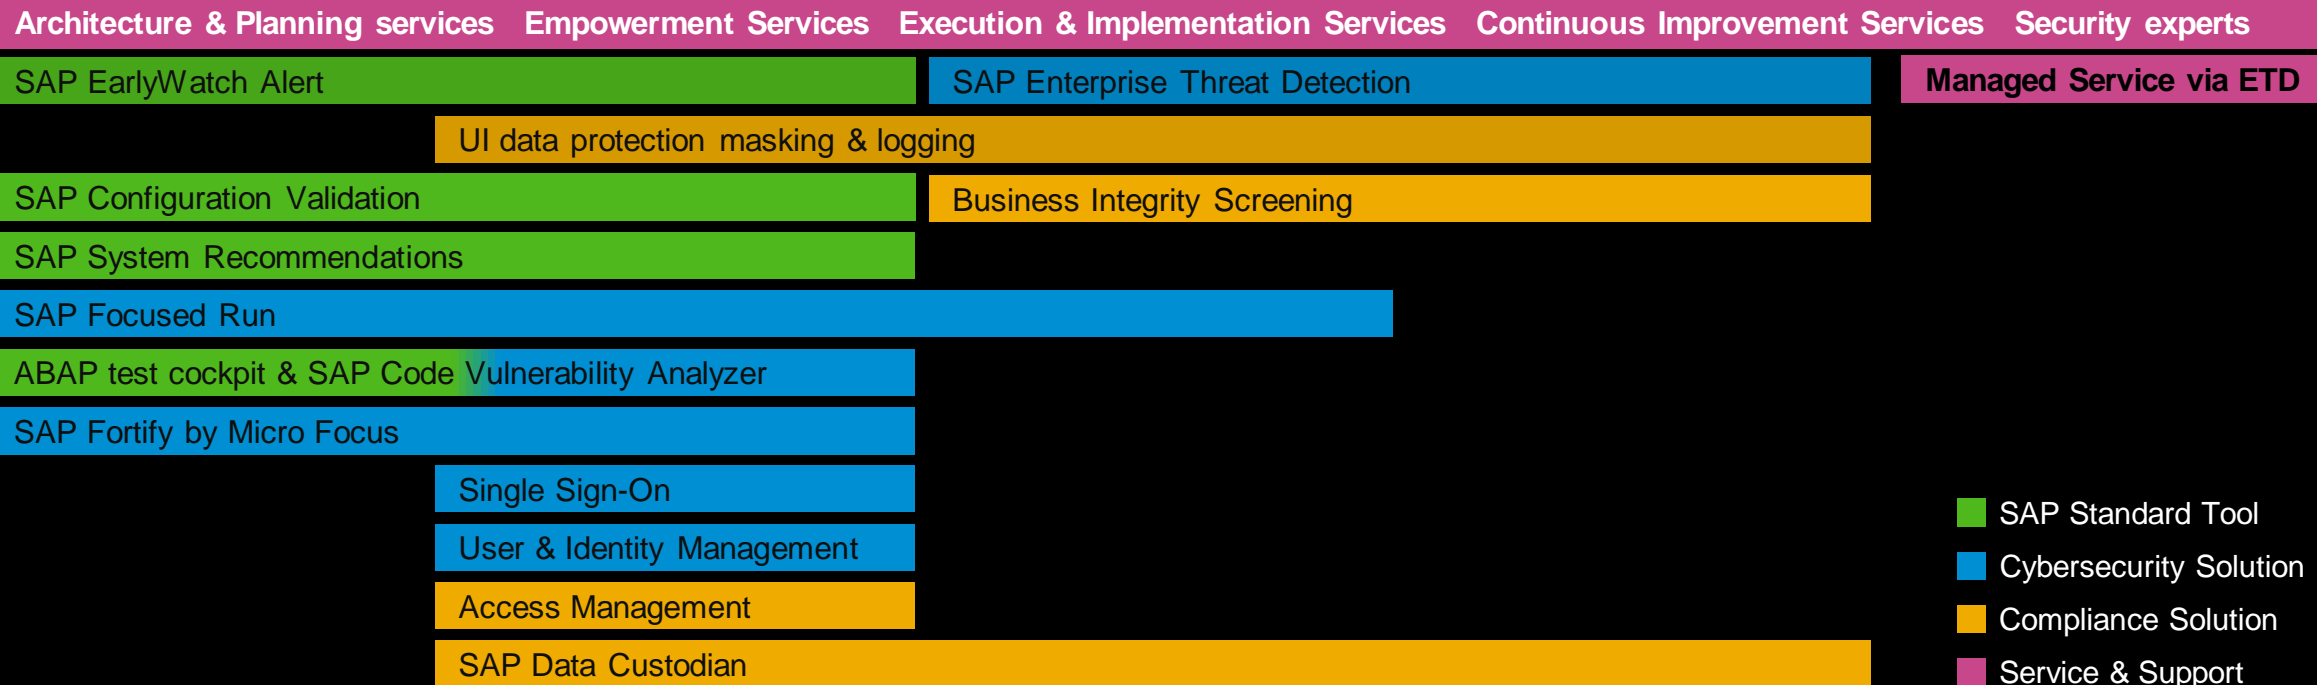 Architecture & Planning services Empowerment Services Execution & Implementation Services Continuous Improvement Services Security experts
SAP EarlyWatch Alert
SAP Enterprise Threat Detection
Managed Service via ETD
UI data protection masking & logging
SAP Configuration Validation
Business Integrity Screening
SAP System Recommendations
SAP Focused Run
ABAP test cockpit & SAP Code Vulnerability Analyzer
SAP Fortify by Micro Focus
Single Sign-On
User & Identity Management
Access Management
SAP Data Custodian
SAP Standard Tool
Cybersecurity Solution
Compliance Solution
Service & Support